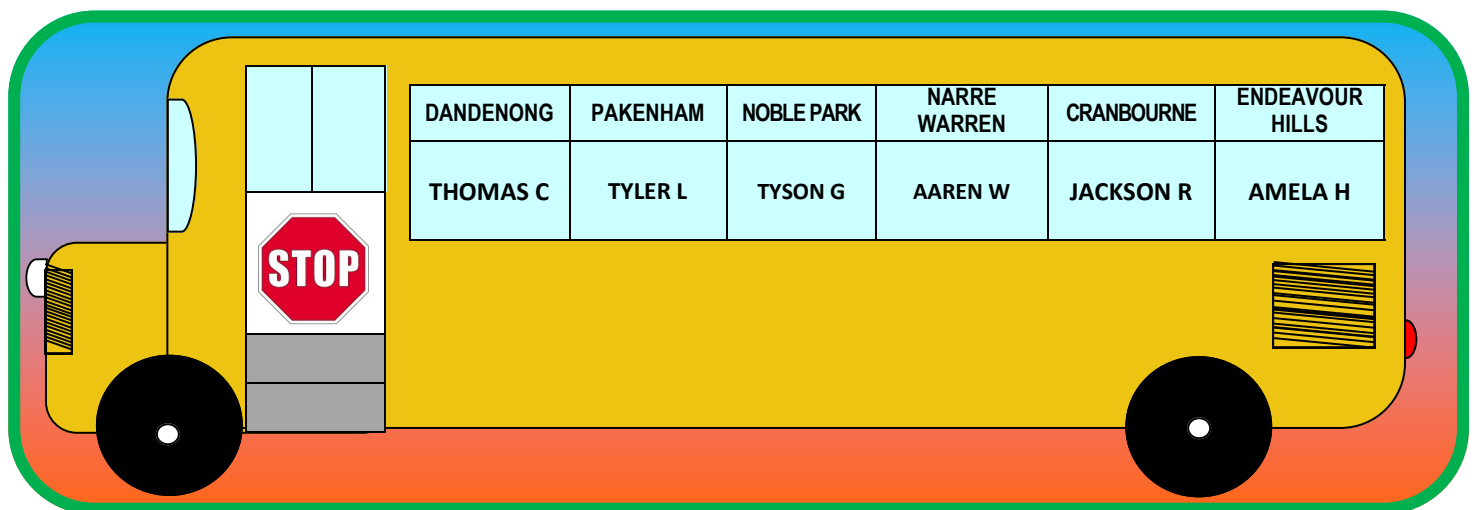 STOP
DANDENONG
PAKENHAM
NOBLE PARK
NARRE
WARREN
CRANBOURNE
ENDEAVOUR
HILLS
THOMAS C
TYLER L
TYSON G
AAREN W
JACKSON R
AMELA H